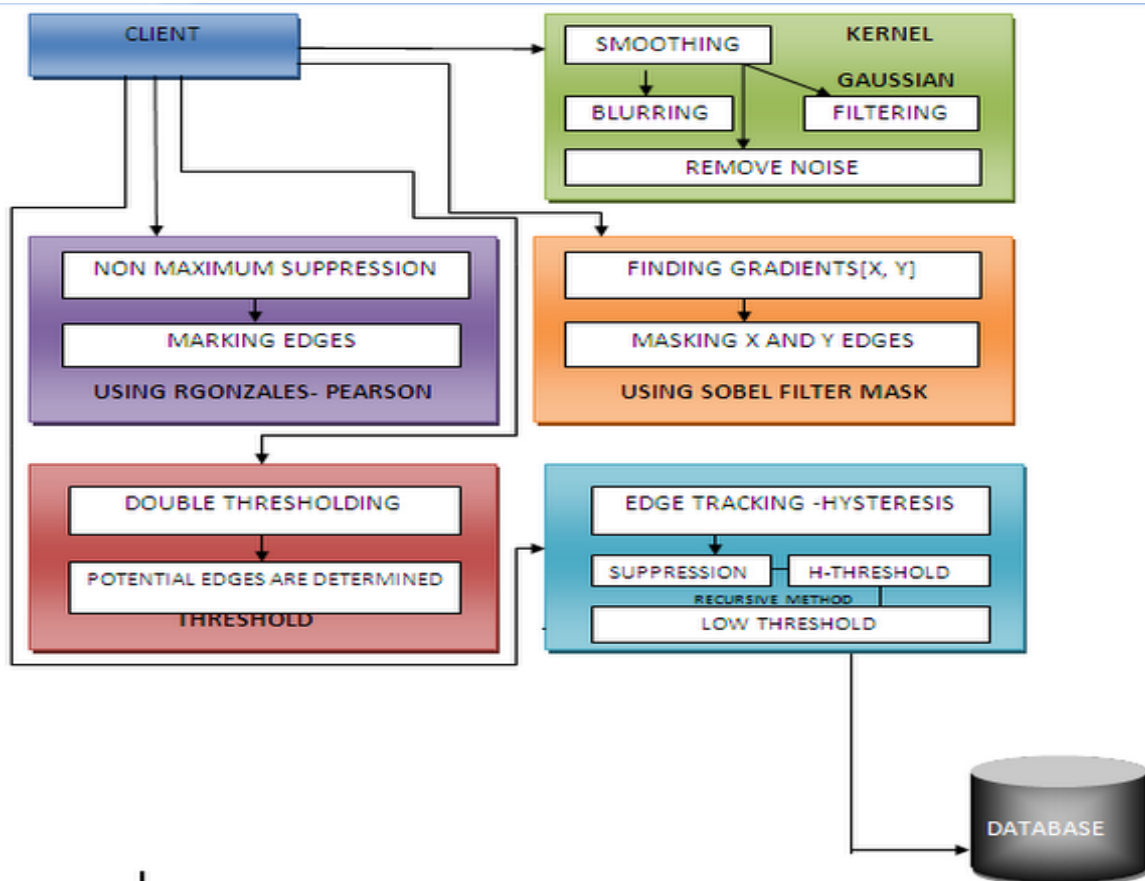 CLIENT
SMOOTHING
KERNEL
GAUSSIAN
BLURRING
FILTERING
REMOVE NOISE
NON MAXIMUM SUPPRESSION
MARKING EDGES
USING RGONZALES- PEARSON
FINDING GRADIENTS[X, Y]
MASKING X AND Y EDGES
USING SOBEL FILTER MASK
DOUBLE THRESHOLDING
POTENTIAL EDGES ARE DETERMINED
THRESHOLD
EDGE TRACKING -HYSTERESIS
SUPPRESSION
H-THRESHOLD
RECURSIVE METHOD
LOW THRESHOLD
DATABASE